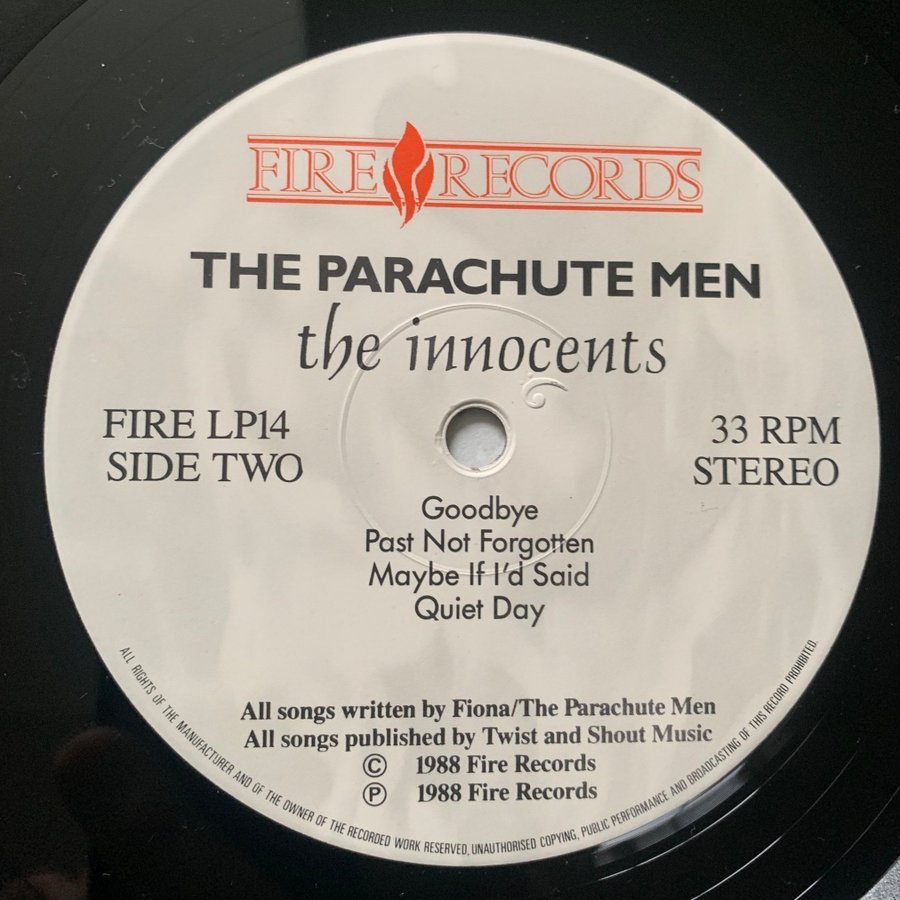 FIRE RECORDS
THE PARACHUTE MEN
the innocents
FIRE LP14
SIDE TWO
33 RPM
STEREO
Goodbye
Past Not Forgotten
Maybe If I'd Said
Quiet Day
All songs written by Fiona/The Parachute Men
All songs published by Twist and Shout Music
© 1988 Fire Records
℗ 1988 Fire Records
ALL RIGHTS OF THE MANUFACTURER AND OF THE OWNER OF THE RECORDED WORK RESERVED, UNAUTHORISED COPYING, PUBLIC PERFORMANCE AND BROADCASTING OF THIS RECORD PROHIBITED.